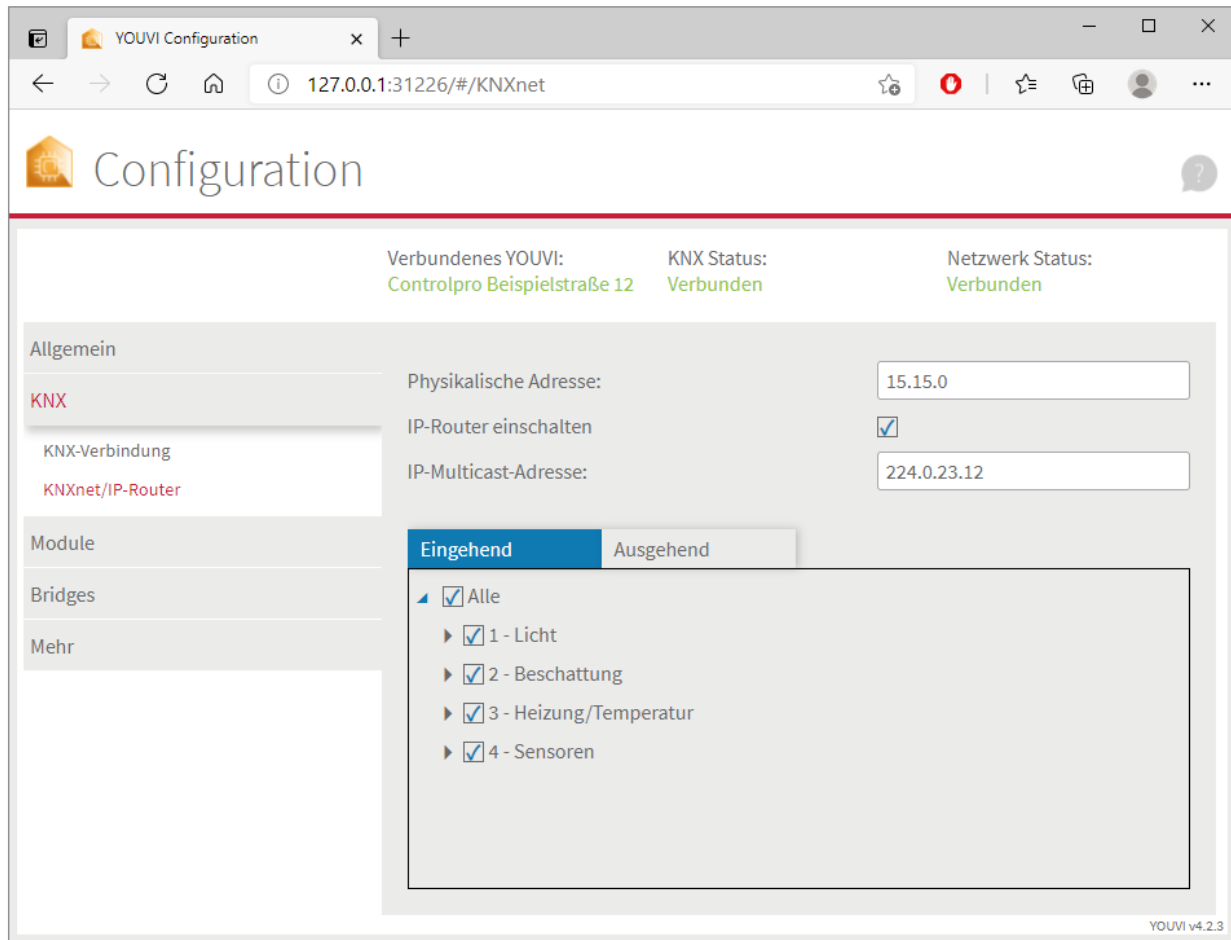 YOUVI Configuration
127.0.0.1:31226/#/KNXnet
Configuration
?
Verbundenes YOUVI: KNX Status: Netzwerk Status:
Controlpro Beispielstraße 12 Verbunden Verbunden
Allgemein
KNX
KNX-Verbindung
KNXnet/IP-Router
Module
Bridges
Mehr
Physikalische Adresse: 15.15.0
IP-Router einschalten
IP-Multicast-Adresse: 224.0.23.12
Eingehend Ausgehend
Alle
1 - Licht
2 - Beschattung
3 - Heizung/Temperatur
4 - Sensoren
YOUVI v4.2.3